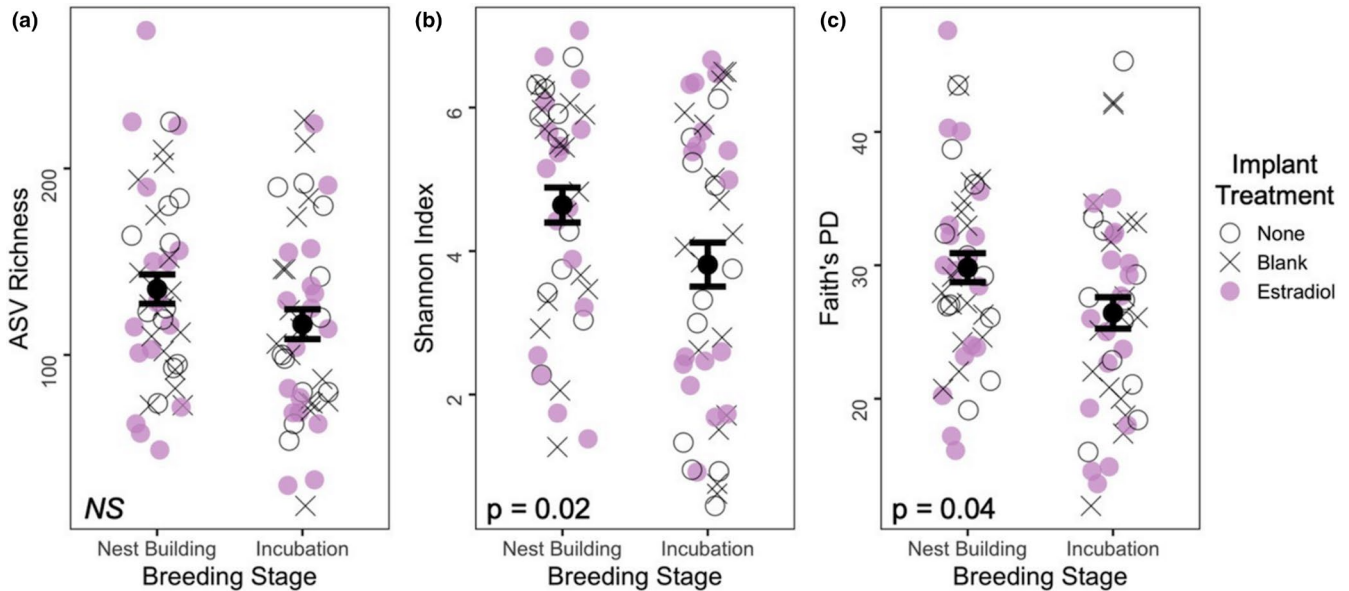 (a)
ASV Richness
200
100
NS
Nest Building
Incubation
Breeding Stage
(b)
Shannon Index
6
4
2
p = 0.02
Nest Building
Incubation
Breeding Stage
(c)
Faith's PD
40
30
20
p = 0.04
Nest Building
Incubation
Breeding Stage
Implant
Treatment
None
Blank
Estradiol